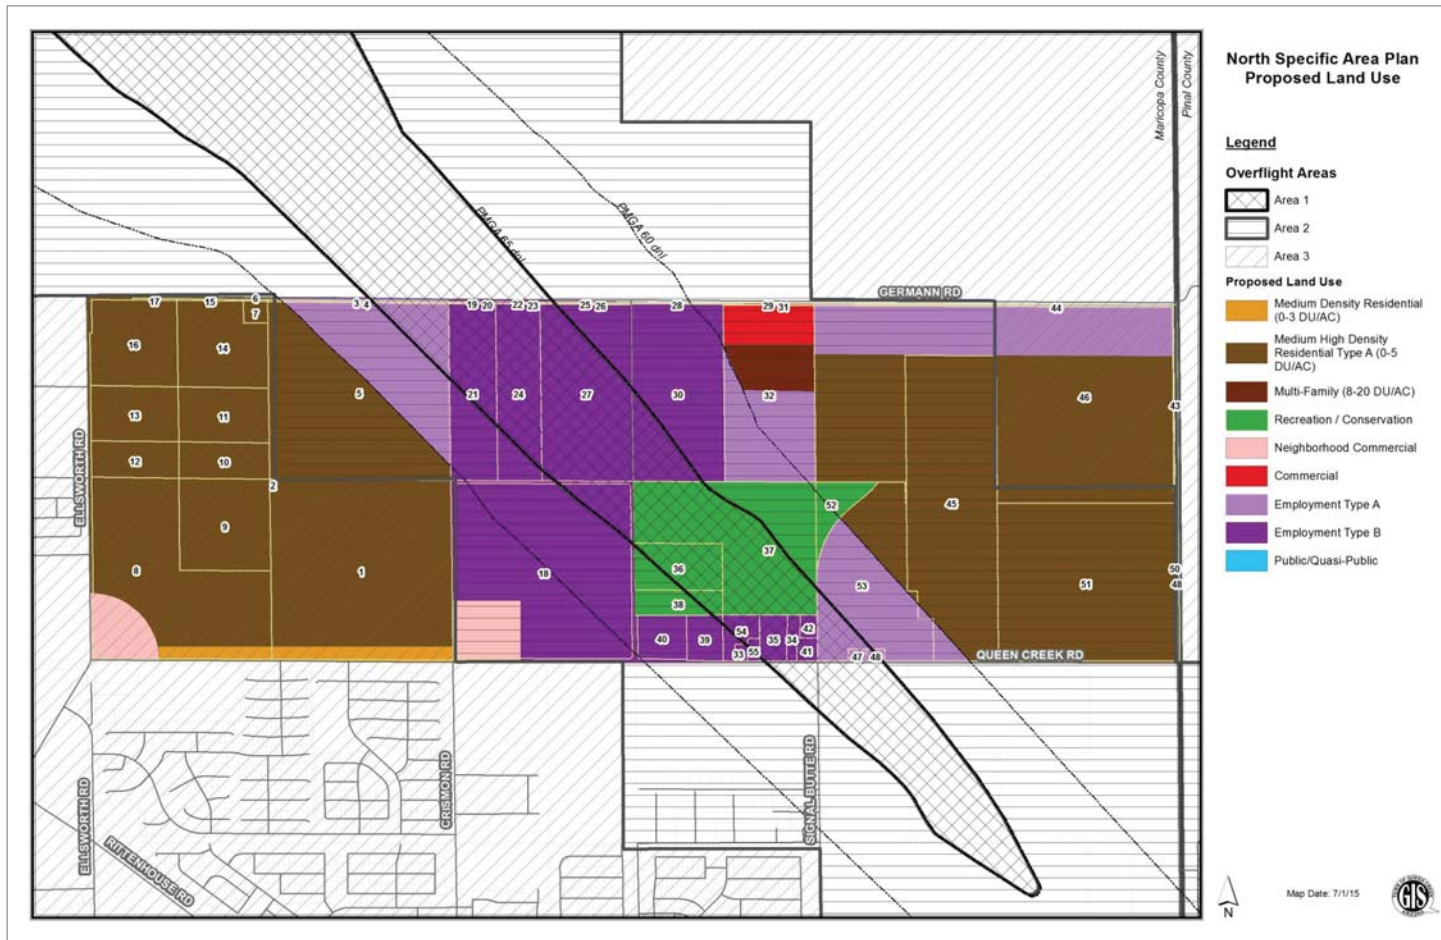 North Specific Area Plan
Proposed Land Use
Legend
Overflight Areas
Area 1
Area 2
Area 3
Proposed Land Use
Medium Density Residential
(0-3 DU/AC)
Medium High Density
Residential Type A (0-5
DU/AC)
Multi-Family (8-20 DU/AC)
Recreation / Conservation
Neighborhood Commercial
Commercial
Employment Type A
Employment Type B
Public/Quasi-Public
Maricopa County
Pinal County
PMGA 65 dnl
PMGA 60 dnl
GERMANN RD
17 15 6 3 4 19 20 22 23 25 26 28 29 31 44
7
16 14
5 21 24 27 30 32 46
43
13 11
12 10
2
ELLSWORTH RD
52 45
9
37
8 1 18 36 53 51 50
48
38
54 42
40 39 35 34
33 55 41 47 48
QUEEN CREEK RD
ELLSWORTH RD
CRISMON RD
SIGNAL BUTTE RD
RITTENHOUSE RD
N
Map Date: 7/1/15
GIS